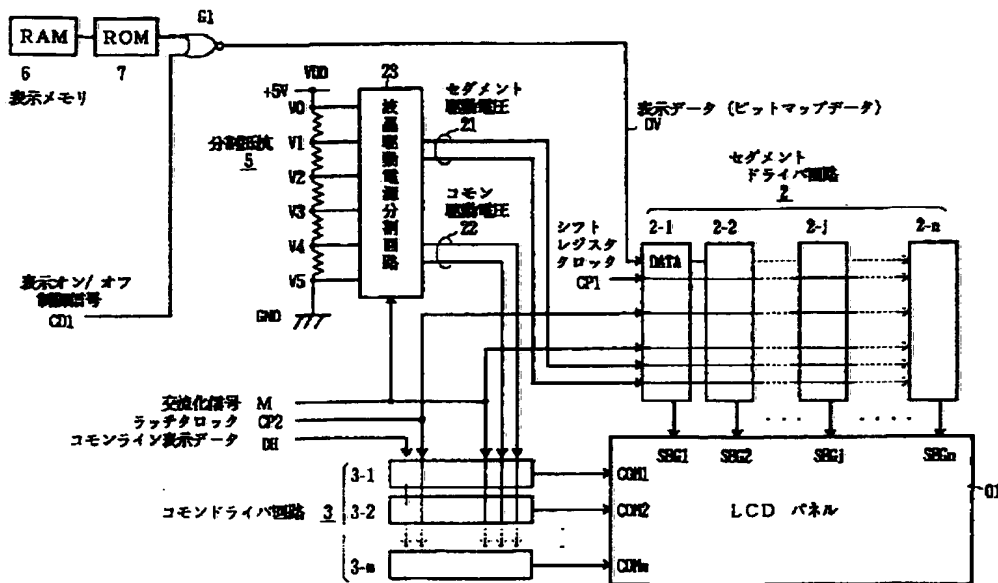 RAM
ROM
G1
6
7
表示メモリ
VDD
+5V
23
V0
V1
V2
V3
V4
V5
分割抵抗
5
液晶駆動電源分割回路
セグメント
駆動電圧
21
コモン
駆動電圧
22
表示データ (ビットマップデータ)
DV
セグメント
ドライバ回路
2
2-1
2-2
2-j
2-n
シフト
レジスタ
クロック
CP1
DATA
表示オン/オフ
制御信号
CD1
GND
交流化信号 M
ラッチクロック CP2
コモンライン表示データ DH
SEG1
SEG2
SEGj
SEGn
3-1
3-2
3-m
コモンドライバ回路 3
COM1
COM2
COMm
LCD パネル
01